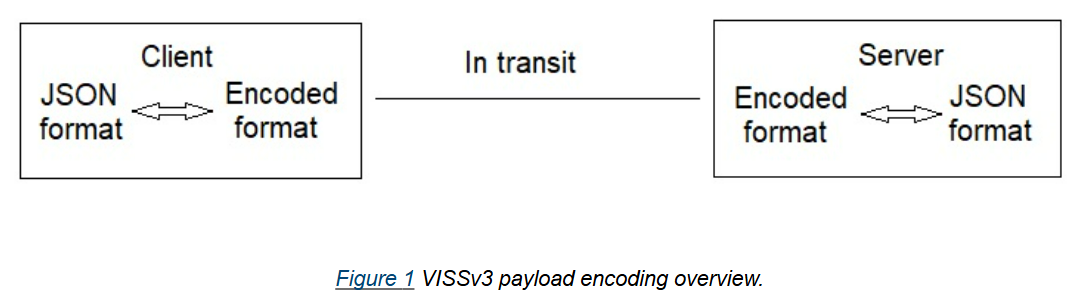 Client
JSON
format
Encoded
format
In transit
Server
Encoded
format
JSON
format
Figure 1 VISSv3 payload encoding overview.